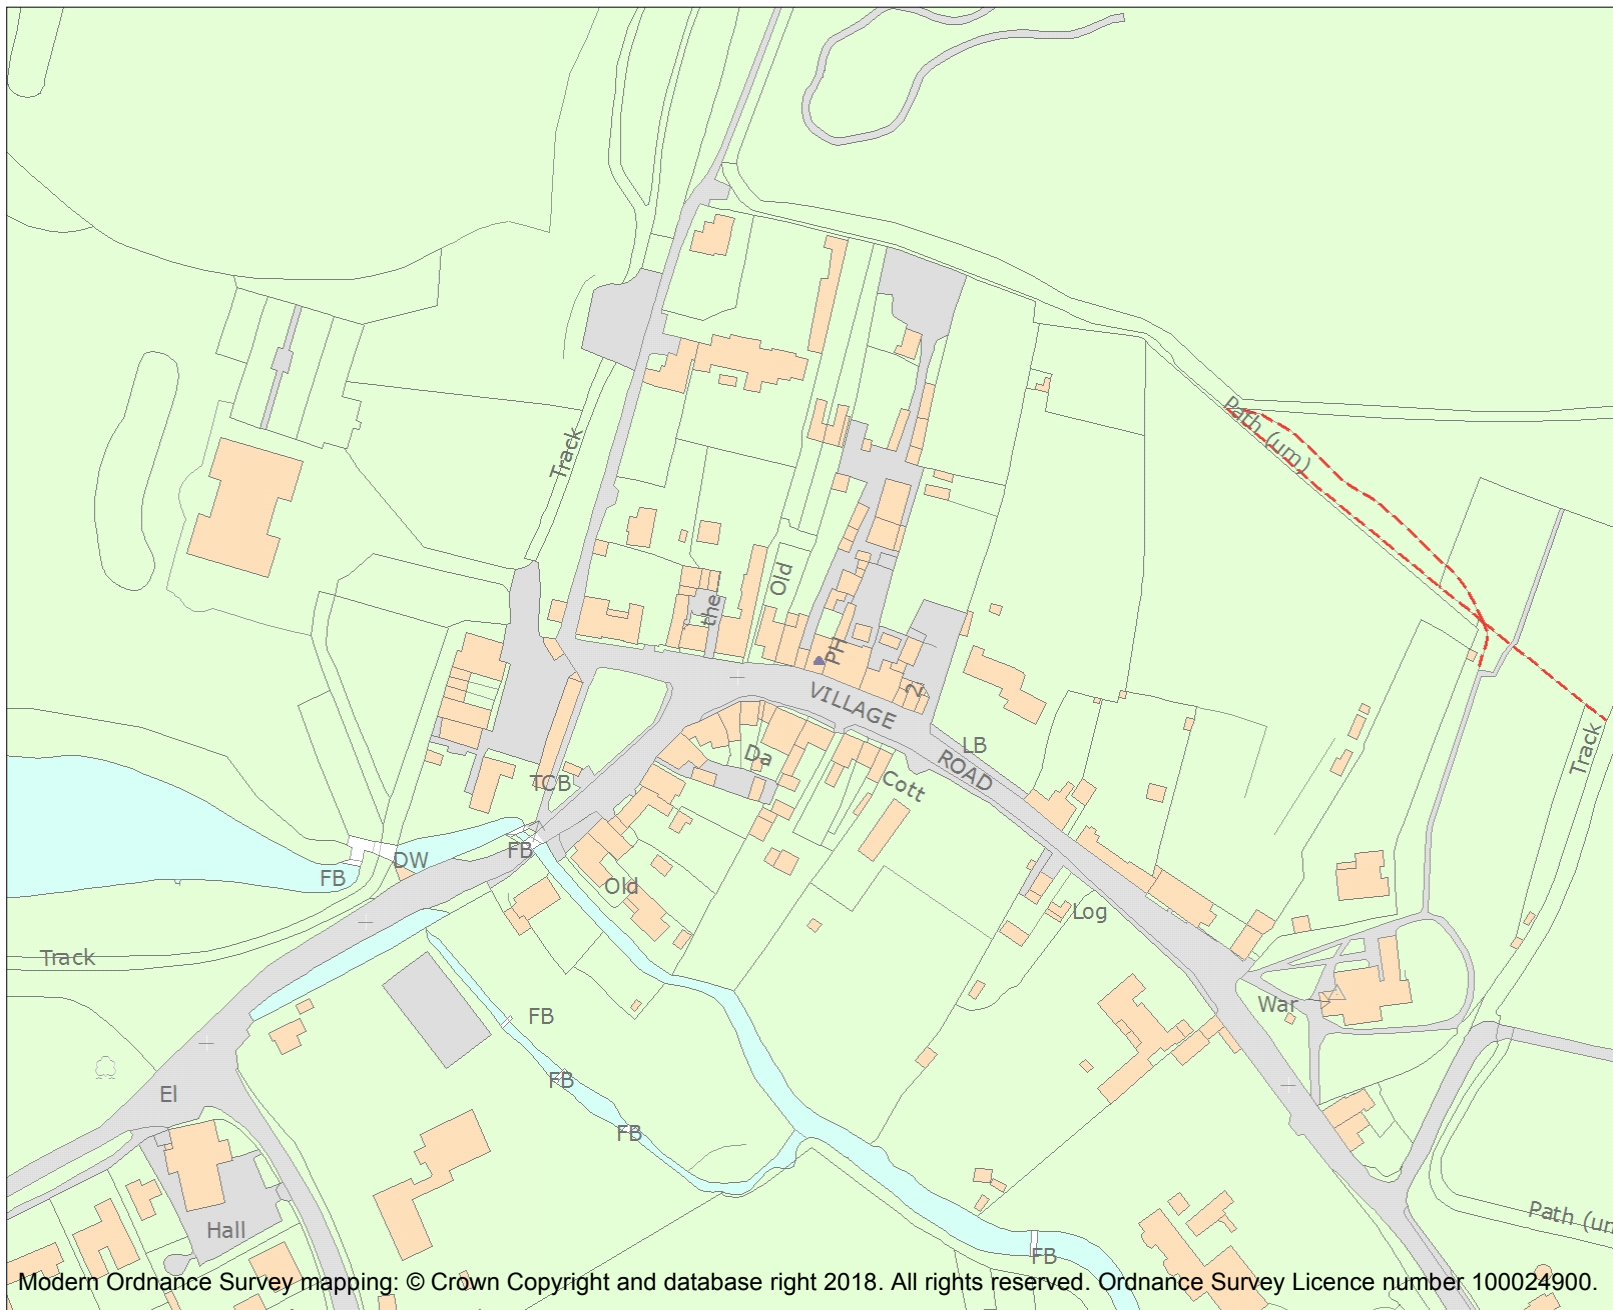 Path (um)
Track
Old
the
PH
2
VILLAGE
ROAD
LB
Da
Cott
TCB
Track
FB
DW
FB
Old
Log
Track
War
FB
El
FB
FB
Hall
Path (un
FB
Modern Ordnance Survey mapping: © Crown Copyright and database right 2018. All rights reserved. Ordnance Survey Licence number 100024900.